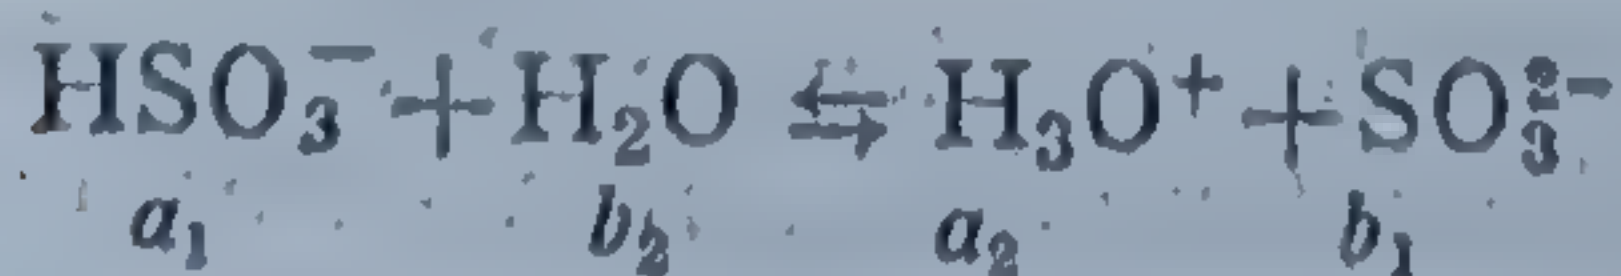 HSO₃⁻ + H₂O ⇆ H₃O⁺ + SO₃²⁻
a₁ b₂ a₂ b₁